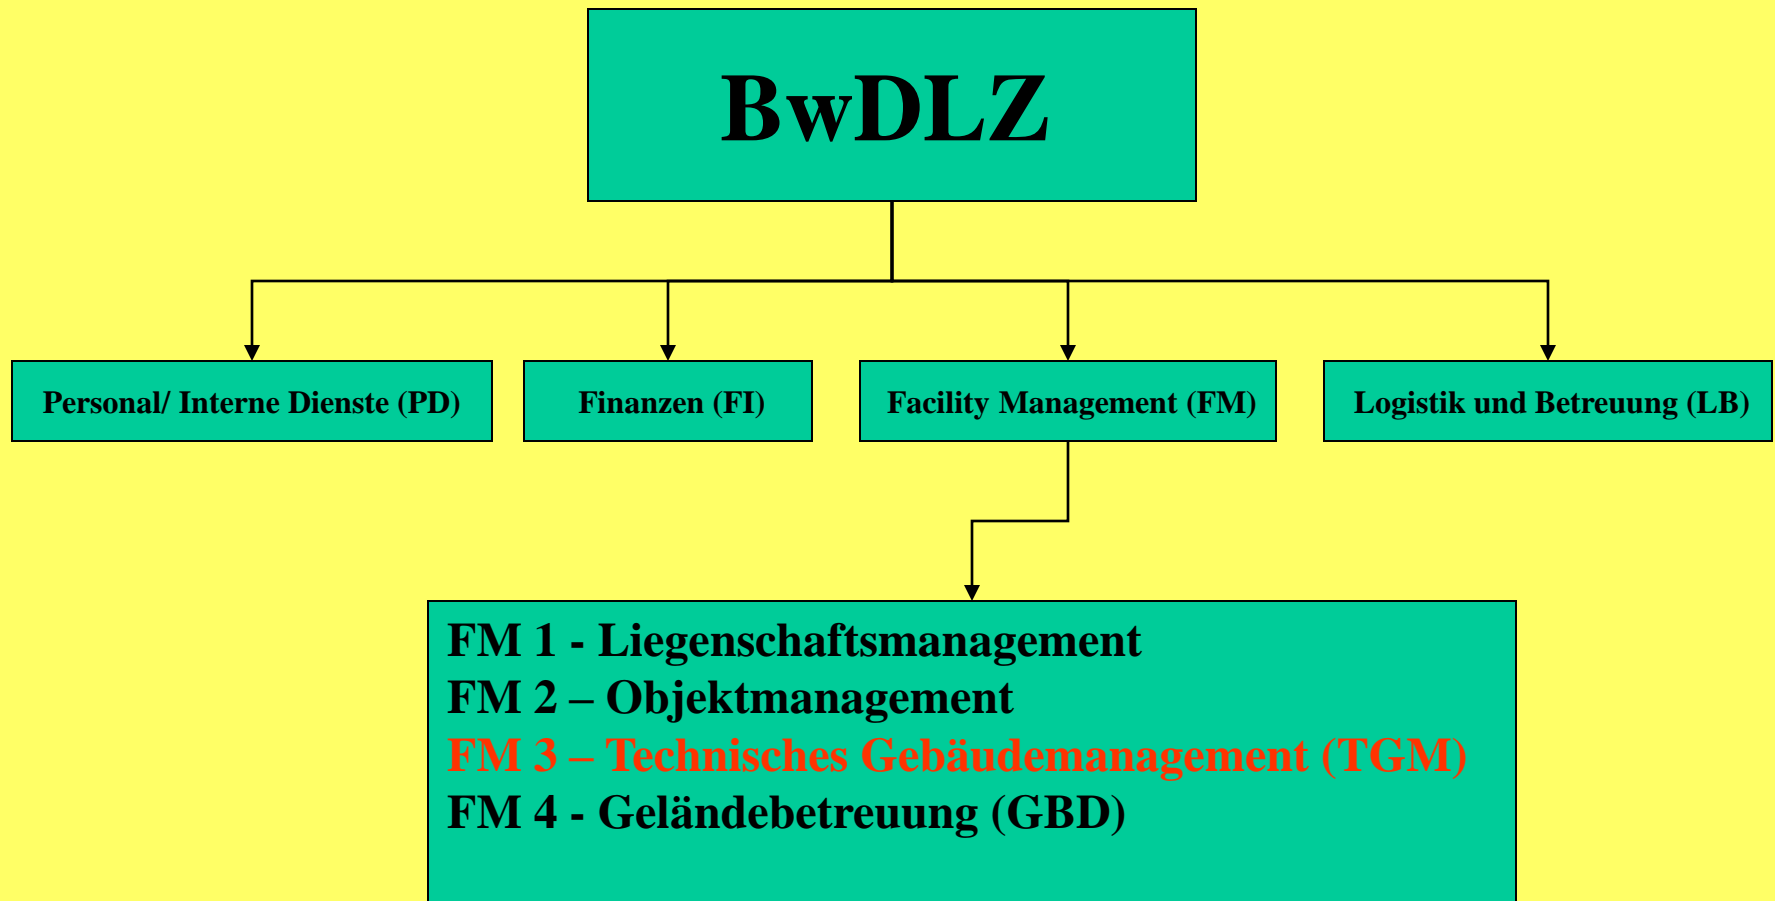 BwDLZ
Personal/ Interne Dienste (PD)
Finanzen (FI)
Facility Management (FM)
Logistik und Betreuung (LB)
FM 1 - Liegenschaftsmanagement
FM 2 – Objektmanagement
FM 3 – Technisches Gebäudemanagement (TGM)
FM 4 - Geländebetreuung (GBD)